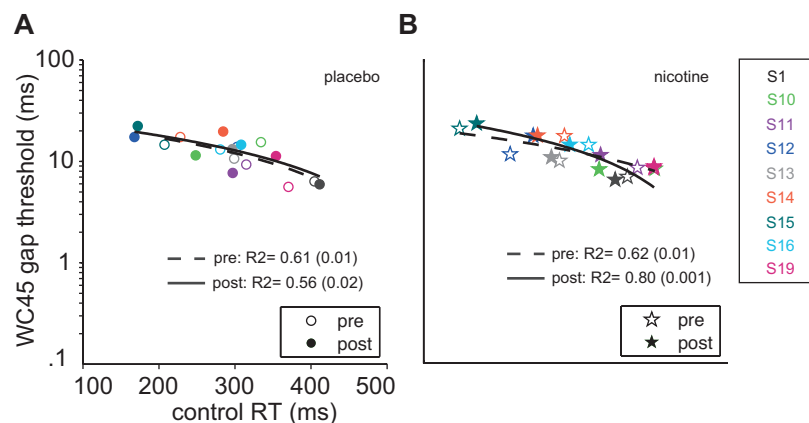 A
B
placebo
nicotine
WC45 gap threshold (ms)
100
10
1
.1
pre: R2= 0.61 (0.01)
post: R2= 0.56 (0.02)
pre
post
100
200
300
400
500
control RT (ms)
pre: R2= 0.62 (0.01)
post: R2= 0.80 (0.001)
pre
post
S1
S10
S11
S12
S13
S14
S15
S16
S19